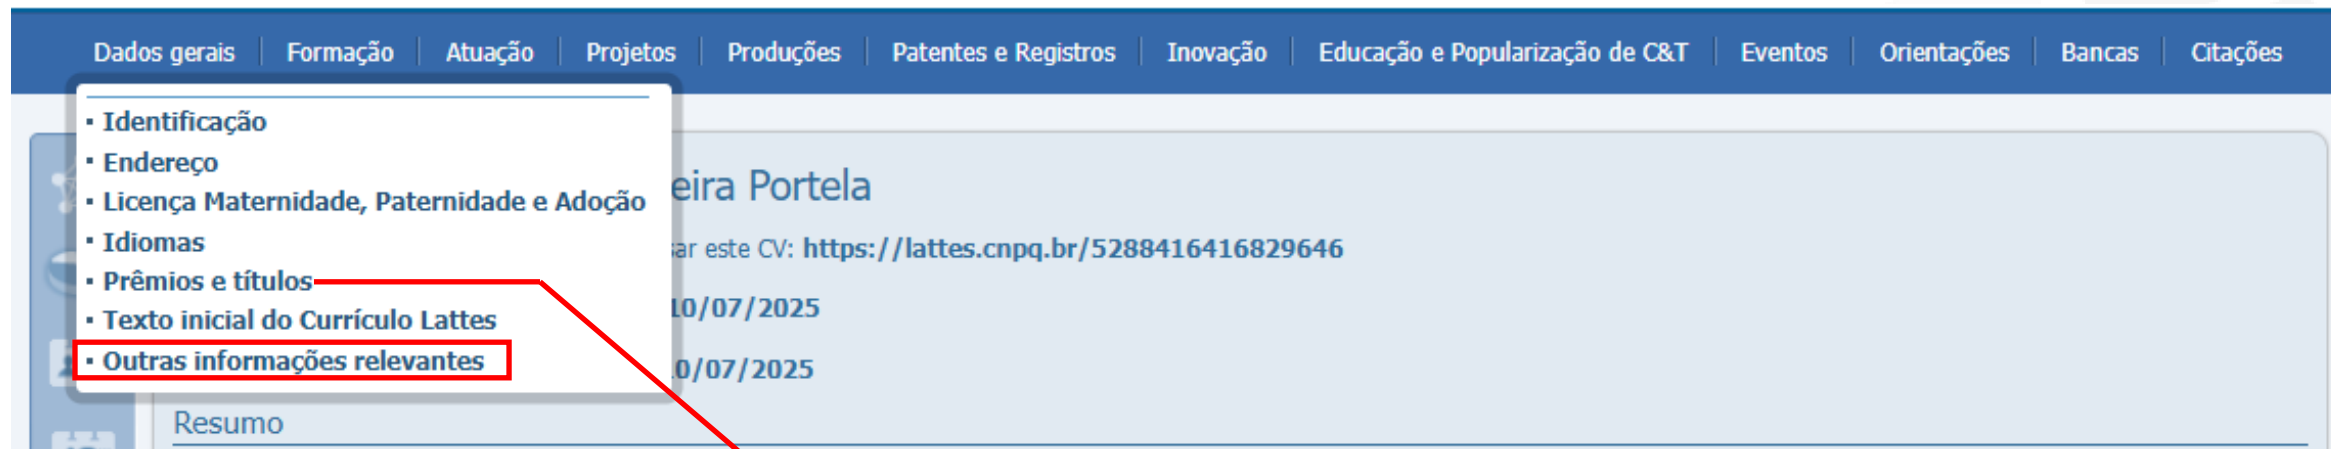 Dados gerais Formação Atuação Projetos Produções Patentes e Registros Inovação Educação e Popularização de C&T Eventos Orientações Bancas Citações
▪ Identificação
▪ Endereço
▪ Licença Maternidade, Paternidade e Adoção
▪ Idiomas
▪ Prêmios e títulos
▪ Texto inicial do Currículo Lattes
▪ Outras informações relevantes
eira Portela
sar este CV: https://lattes.cnpq.br/5288416416829646
10/07/2025
0/07/2025
Resumo